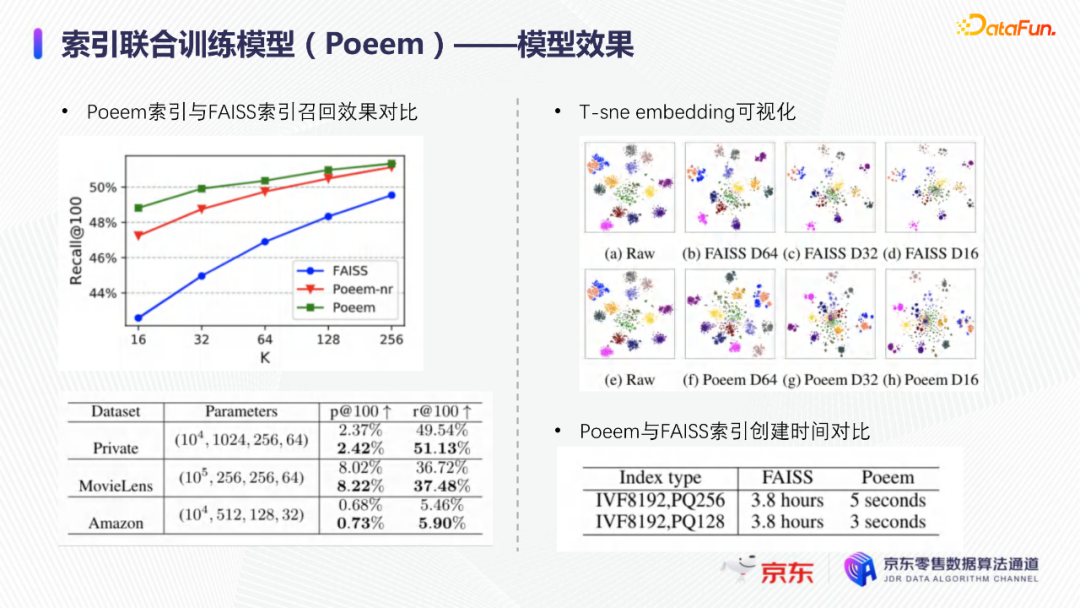 索引联合训练模型（Poeem）——模型效果
DataFun.
• Poeem索引与FAISS索引召回效果对比
Recall@100
50%
48%
46%
44%
16 32 64 128 256
K
FAISS
Poeem-nr
Poeem
Dataset Parameters p@100 ↑ r@100 ↑
Private (10^4, 1024, 256, 64) 2.37% 49.54%
2.42% 51.13%
MovieLens (10^5, 256, 256, 64) 8.02% 36.72%
8.22% 37.48%
Amazon (10^4, 512, 128, 32) 0.68% 5.46%
0.73% 5.90%
• T-sne embedding可视化
(a) Raw (b) FAISS D64 (c) FAISS D32 (d) FAISS D16
(e) Raw (f) Poeem D64 (g) Poeem D32 (h) Poeem D16
• Poeem与FAISS索引创建时间对比
Index type FAISS Poeem
IVF8192,PQ256 3.8 hours 5 seconds
IVF8192,PQ128 3.8 hours 3 seconds
京东
京东零售数据算法通道
JDR DATA ALGORITHM CHANNEL